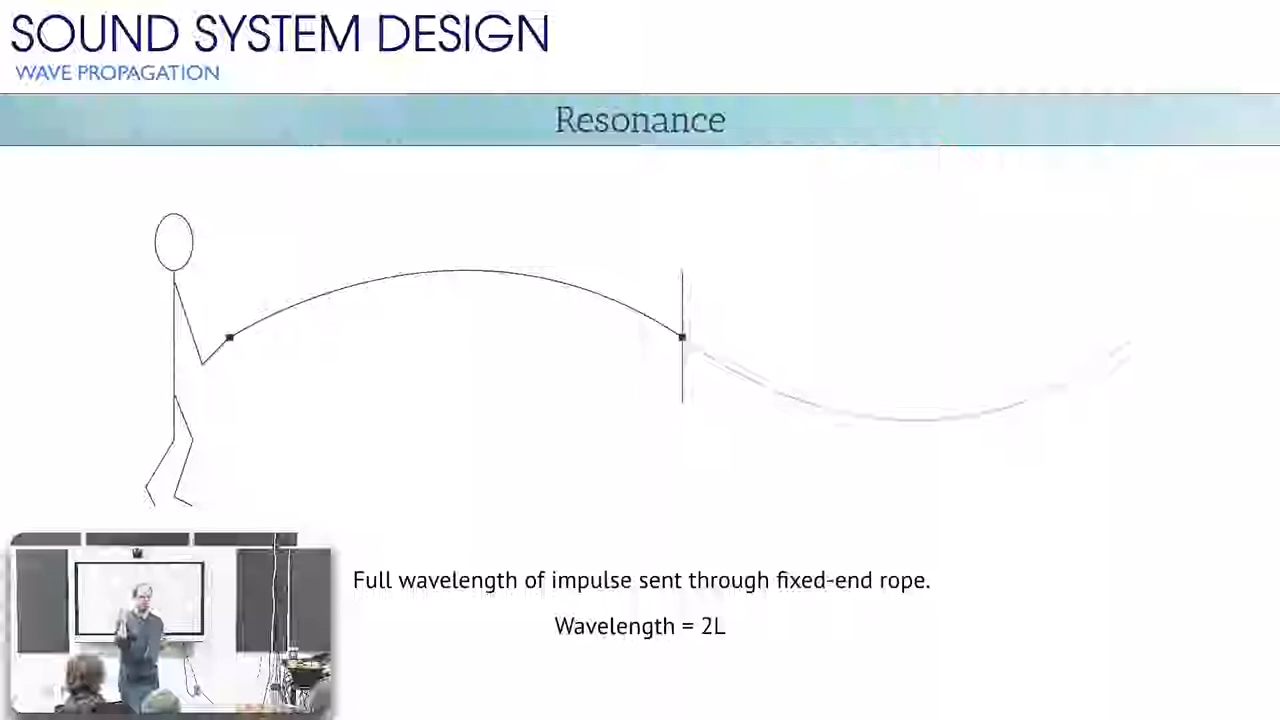 SOUND SYSTEM DESIGN
WAVE PROPAGATION
Resonance
Full wavelength of impulse sent through fixed-end rope.
Wavelength = 2L